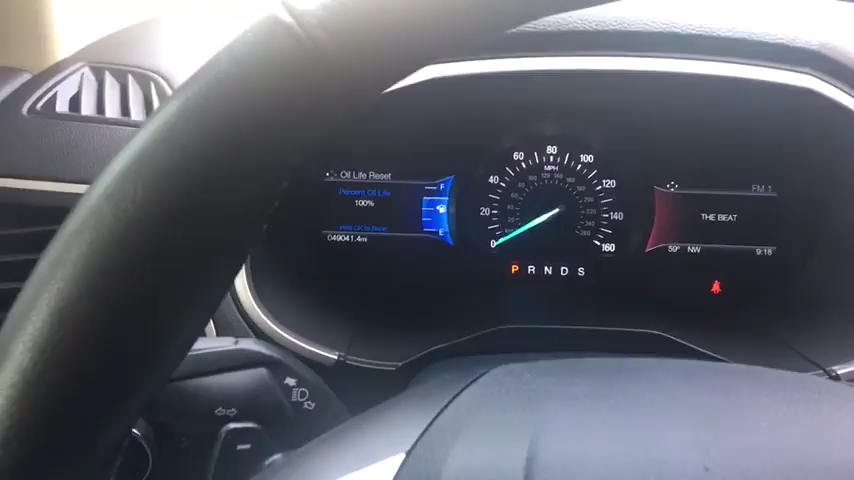 Oil Life Reset
Percent Oil Life
100%
Hold OK to Reset
049041.4mi
F
E
MPH
0
20
40
60
80
100
120
140
160
P R N D S
FM 1
THE BEAT
59° NW
9:18